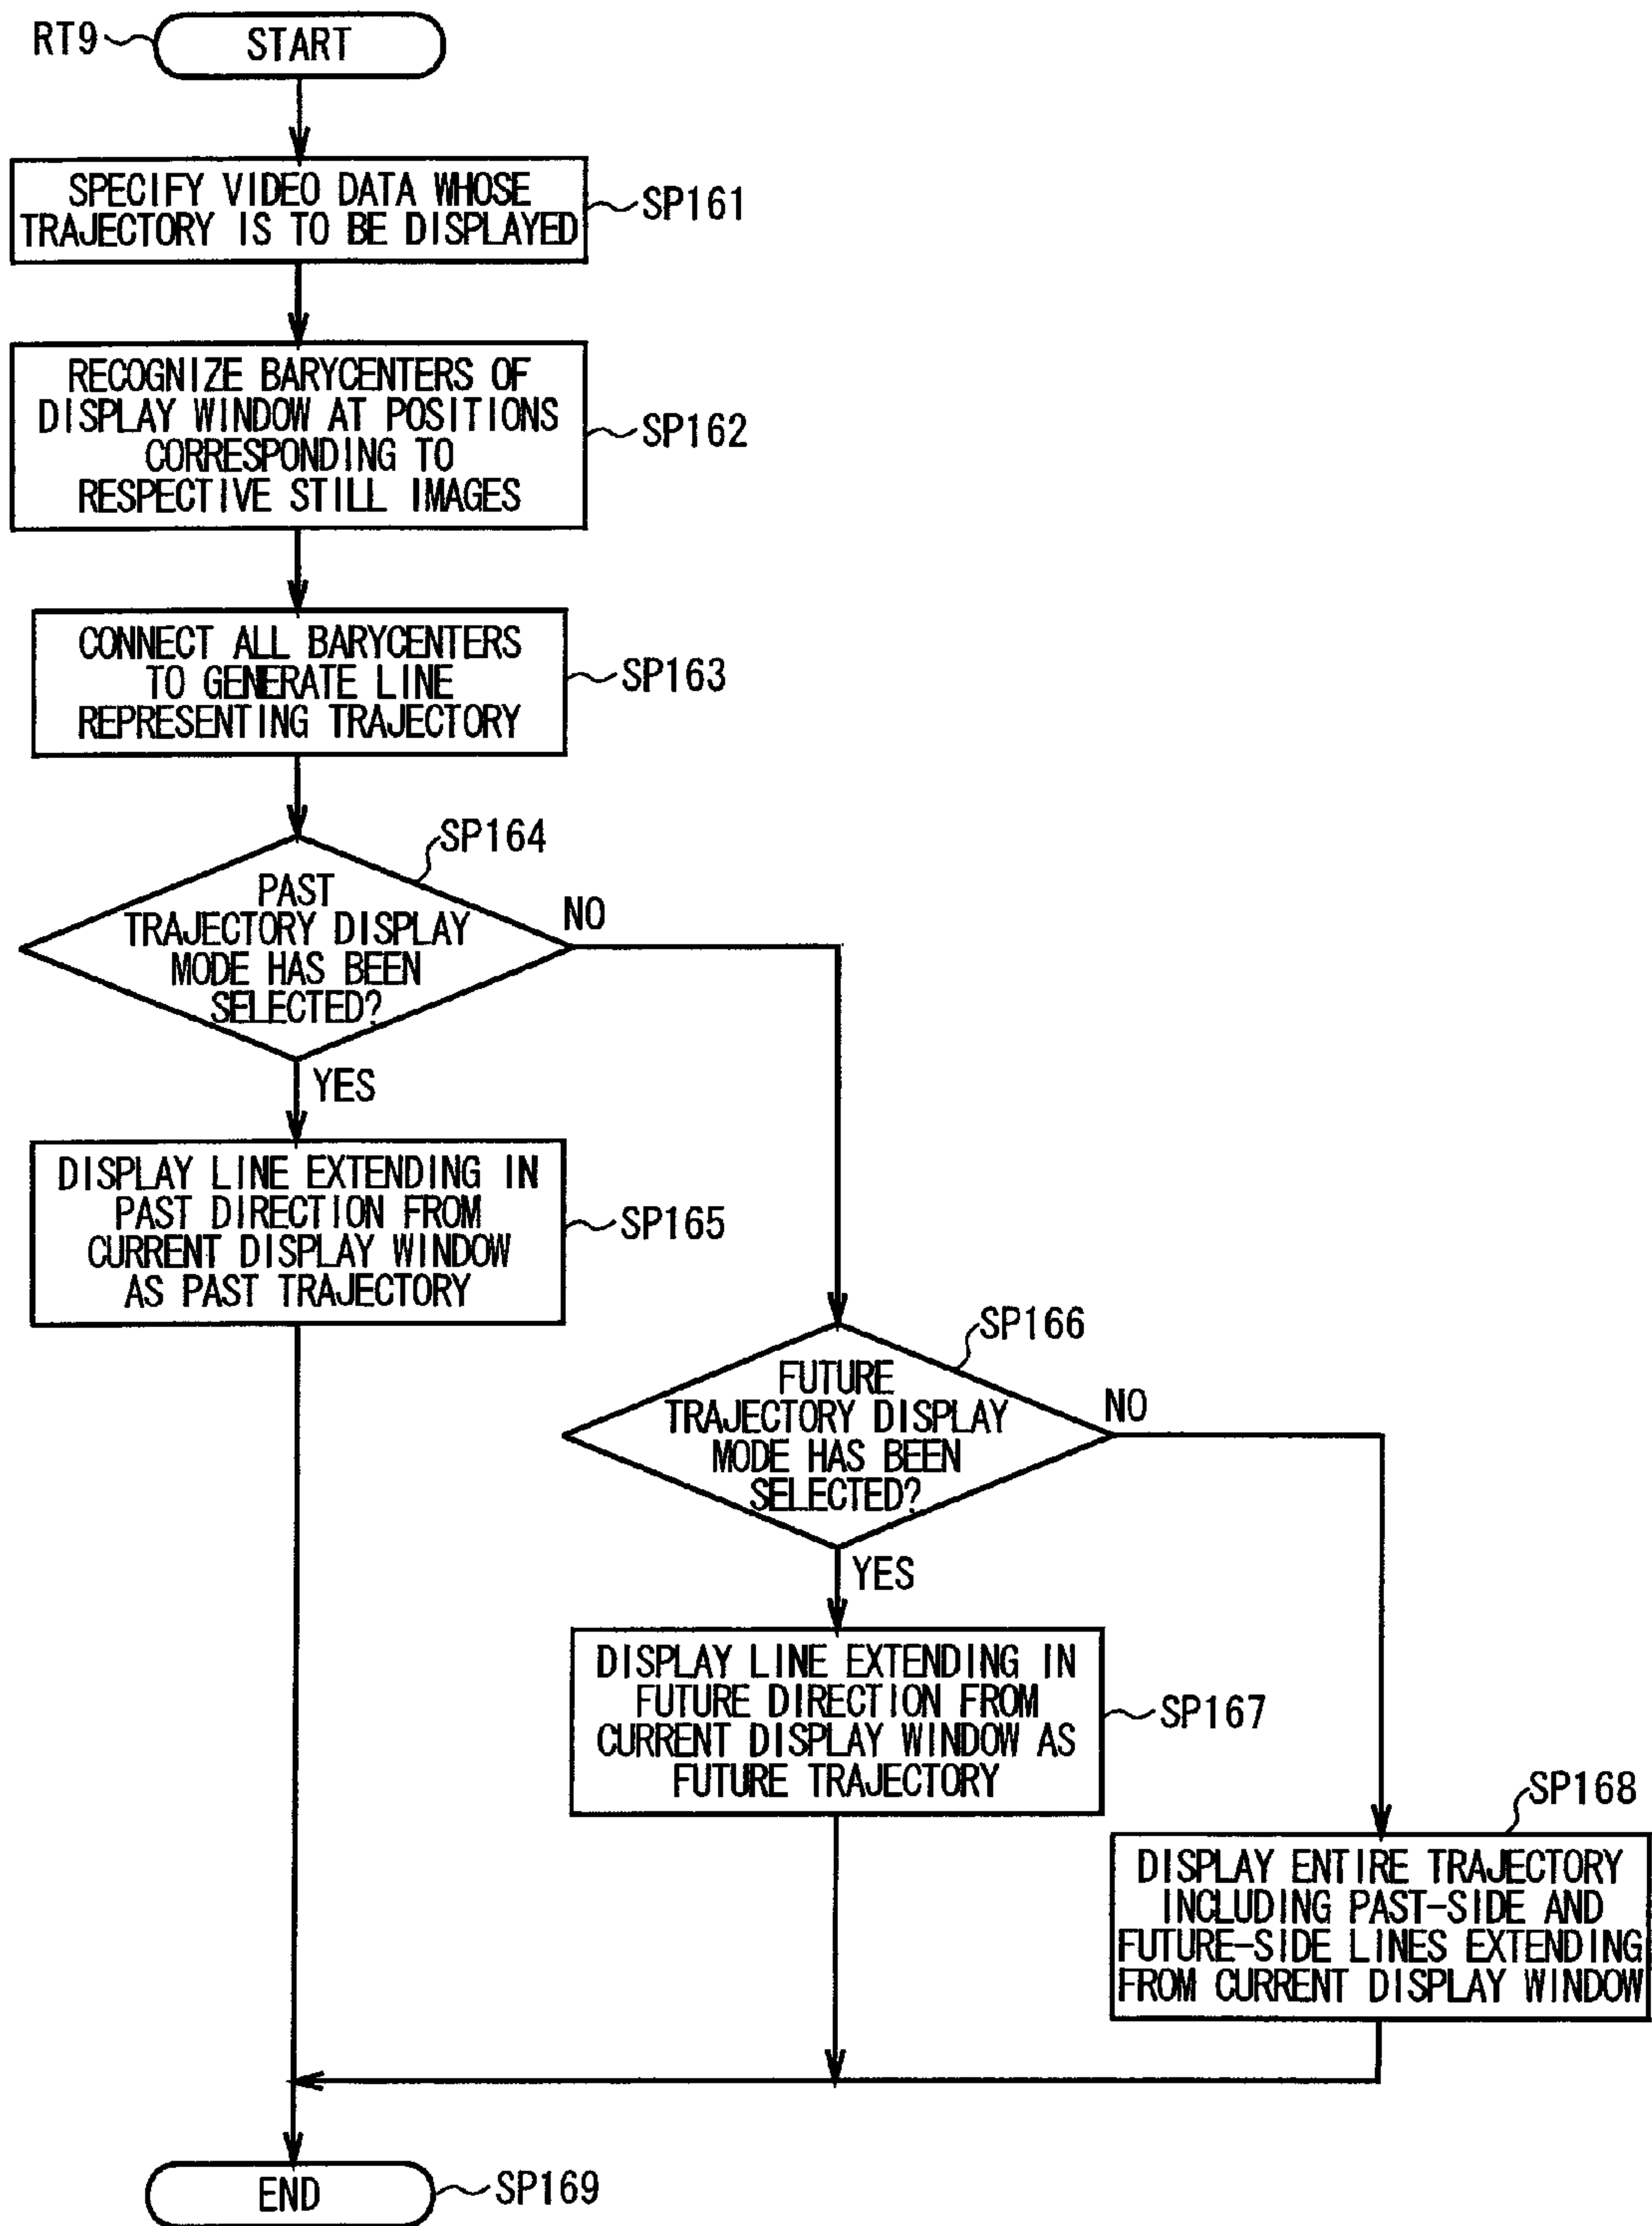 RT9
START
SPECIFY VIDEO DATA WHOSE
TRAJECTORY IS TO BE DISPLAYED
SP161
RECOGNIZE BARYCENTERS OF
DISPLAY WINDOW AT POSITIONS
CORRESPONDING TO
RESPECTIVE STILL IMAGES
SP162
CONNECT ALL BARYCENTERS
TO GENERATE LINE
REPRESENTING TRAJECTORY
SP163
SP164
PAST
TRAJECTORY DISPLAY
MODE HAS BEEN
SELECTED?
NO
YES
DISPLAY LINE EXTENDING IN
PAST DIRECTION FROM
CURRENT DISPLAY WINDOW
AS PAST TRAJECTORY
SP165
SP166
FUTURE
TRAJECTORY DISPLAY
MODE HAS BEEN
SELECTED?
NO
YES
DISPLAY LINE EXTENDING IN
FUTURE DIRECTION FROM
CURRENT DISPLAY WINDOW AS
FUTURE TRAJECTORY
SP167
SP168
DISPLAY ENTIRE TRAJECTORY
INCLUDING PAST-SIDE AND
FUTURE-SIDE LINES EXTENDING
FROM CURRENT DISPLAY WINDOW
END
SP169